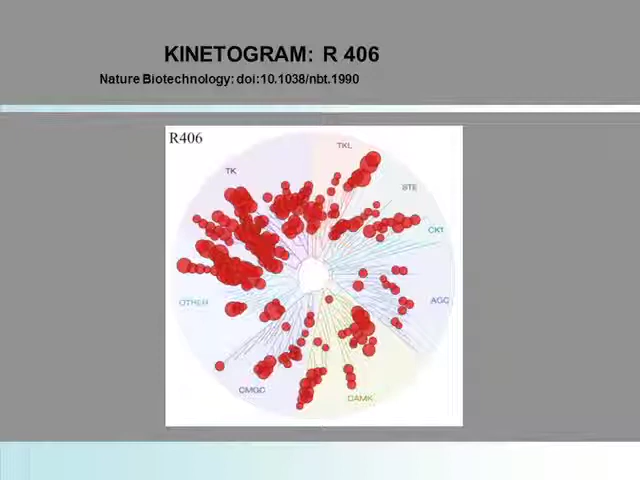 KINETOGRAM: R 406
Nature Biotechnology: doi:10.1038/nbt.1990
R406
TKL
TK
STE
CK1
OTHER
AGC
CMGC
CAMK